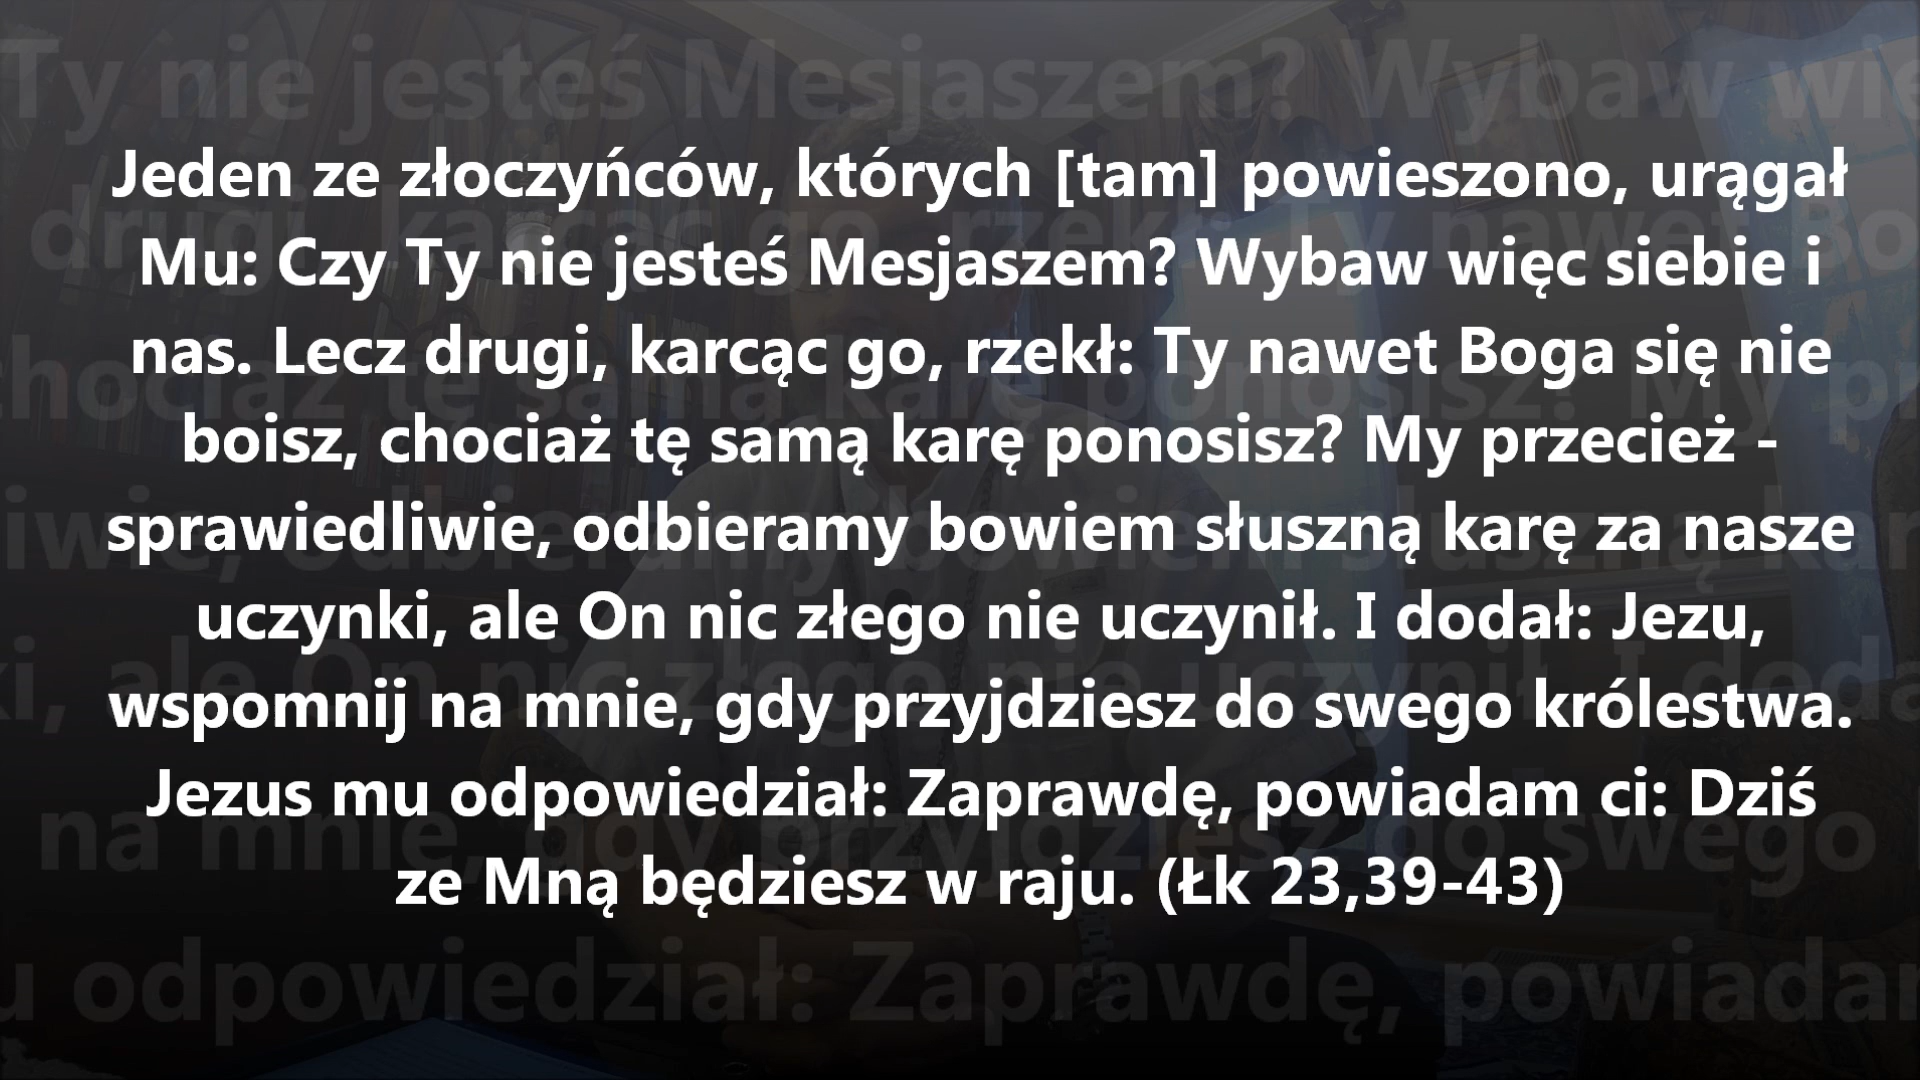 Jeden ze złoczyńców, których [tam] powieszono, urągał
Mu: Czy Ty nie jesteś Mesjaszem? Wybaw więc siebie i
nas. Lecz drugi, karcąc go, rzekł: Ty nawet Boga się nie
boisz, chociaż tę samą karę ponosisz? My przecież -
sprawiedliwie, odbieramy bowiem słuszną karę za nasze
uczynki, ale On nic złego nie uczynił. I dodał: Jezu,
wspomnij na mnie, gdy przyjdziesz do swego królestwa.
Jezus mu odpowiedział: Zaprawdę, powiadam ci: Dziś
ze Mną będziesz w raju. (Łk 23,39-43)